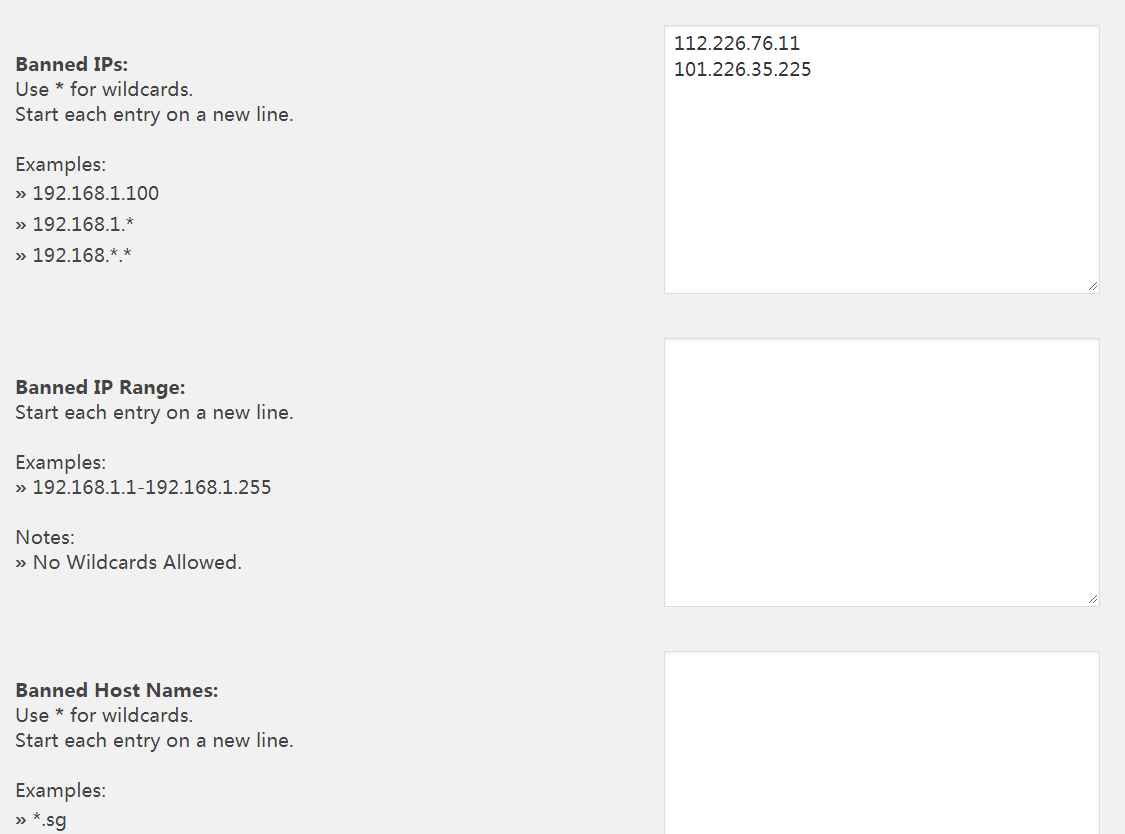 Banned IPs:
Use * for wildcards.
Start each entry on a new line.
Examples:
» 192.168.1.100
» 192.168.1.*
» 192.168.*.*
112.226.76.11
101.226.35.225
Banned IP Range:
Start each entry on a new line.
Examples:
» 192.168.1.1-192.168.1.255
Notes:
» No Wildcards Allowed.
Banned Host Names:
Use * for wildcards.
Start each entry on a new line.
Examples:
» *.sg